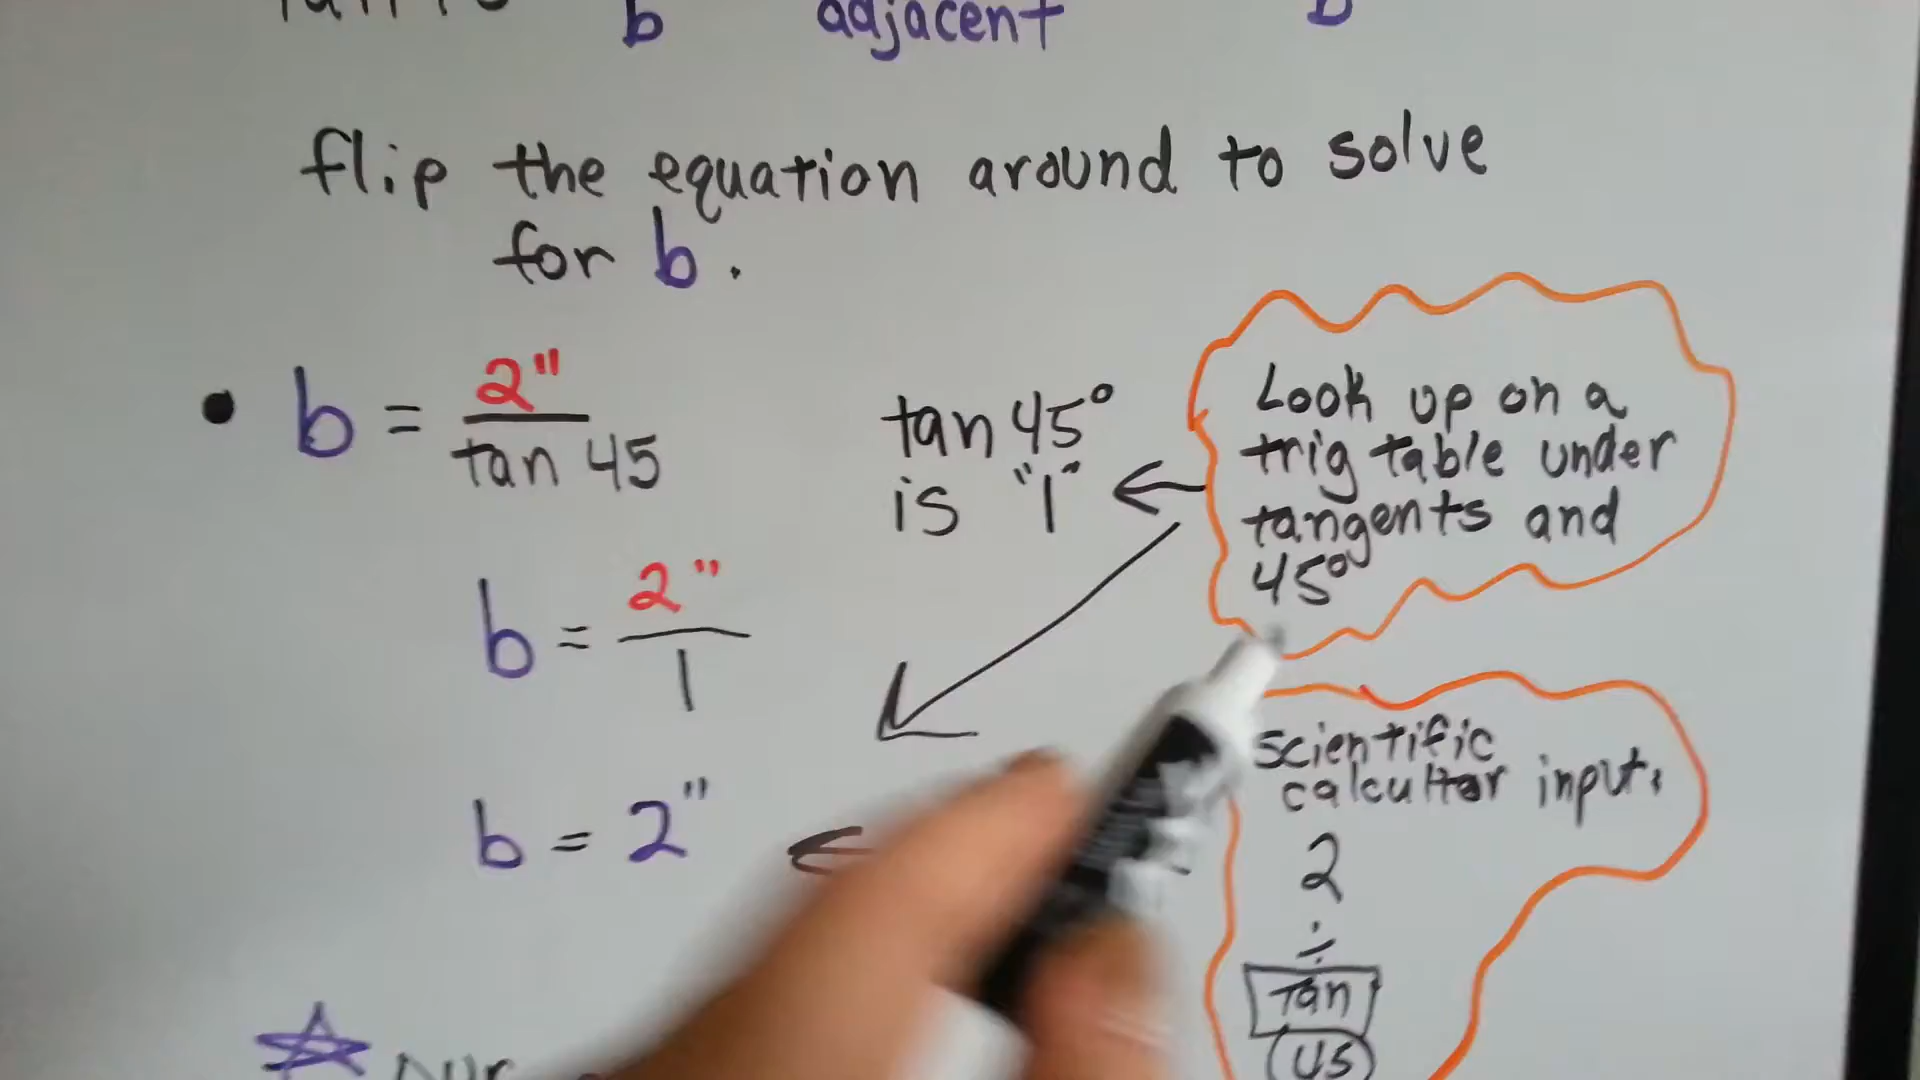 b adjacent b
flip the equation around to solve
for b.
b = 2"
tan 45
tan 45°
is "1"
Look up on a
trig table under
tangents and
45°
b = 2"
1
b = 2"
scientific
calcultor input.
2
÷
tan
45